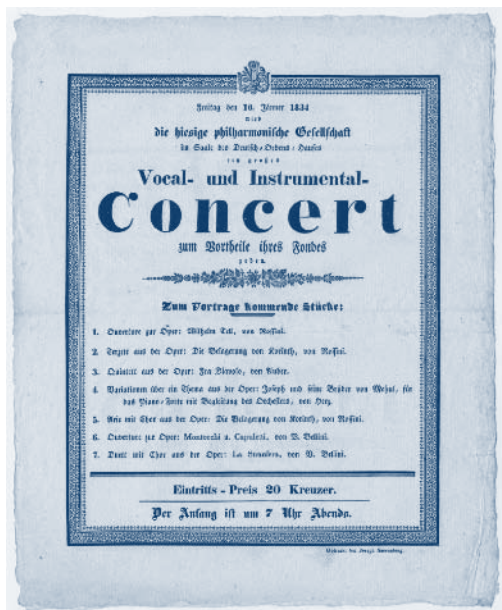 Freitag den 10. Jänner 1834
wird
die hiesige philharmonische Gesellschaft
im Saale des Deutsch-Ordens-Hauses
ein großes
Vocal- und Instrumental-
Concert
zum Vortheile ihres Fondes
geben.
Zum Vortrage kommende Stücke:
1. Ouverture zur Oper: Wilhelm Tell, von Rossini.
2. Terzett aus der Oper: Die Belagerung von Korinth, von Rossini.
3. Quintett aus der Oper: Fra Diavolo, von Auber.
4. Variationen über ein Thema aus der Oper: Joseph und seine Brüder von Mehul, für
das Piano-Forte mit Begleitung des Orchesters, von Herz.
5. Arie mit Chor aus der Oper: Die Belagerung von Korinth, von Rossini.
6. Ouverture zur Oper: Montecchi u. Capuleti, von V. Bellini.
7. Duett mit Chor aus der Oper: La Straniera, von V. Bellini.
Eintritts-Preis 20 Kreuzer.
Der Anfang ist um 7 Uhr Abends.